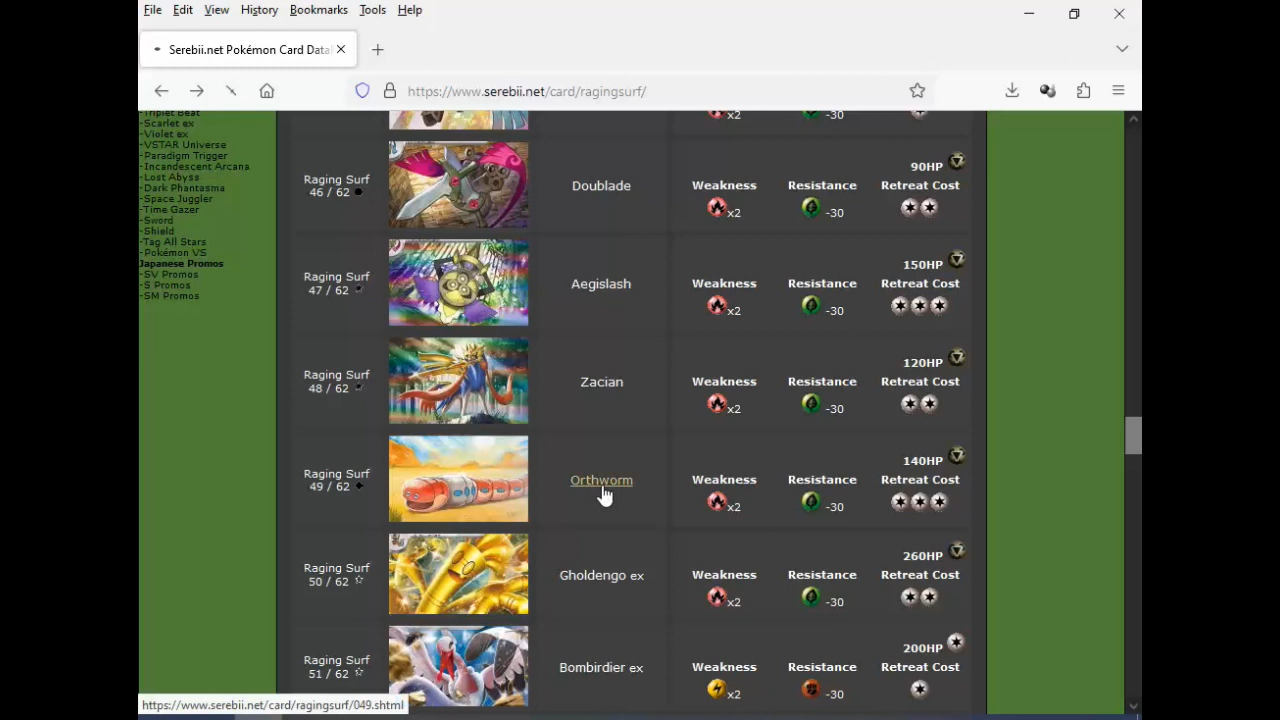 File Edit View History Bookmarks Tools Help
Serebii.net Pokémon Card Data
https://www.serebii.net/card/ragingsurf/
-Triplet Beat
-Scarlet ex
-Violet ex
-VSTAR Universe
-Paradigm Trigger
-Incandescent Arcana
-Lost Abyss
-Dark Phantasma
-Space Juggler
-Time Gazer
-Sword
-Shield
-Tag All Stars
-Pokémon VS
Japanese Promos
-SV Promos
-S Promos
-SM Promos
x2 -30
Raging Surf
46 / 62
Doublade
90HP
Weakness Resistance Retreat Cost
x2 -30
Raging Surf
47 / 62
Aegislash
150HP
Weakness Resistance Retreat Cost
x2 -30
Raging Surf
48 / 62
Zacian
120HP
Weakness Resistance Retreat Cost
x2 -30
Raging Surf
49 / 62
Orthworm
140HP
Weakness Resistance Retreat Cost
x2 -30
Raging Surf
50 / 62
Gholdengo ex
260HP
Weakness Resistance Retreat Cost
x2 -30
Raging Surf
51 / 62
Bombirdier ex
200HP
Weakness Resistance Retreat Cost
x2 -30
https://www.serebii.net/card/ragingsurf/049.shtml